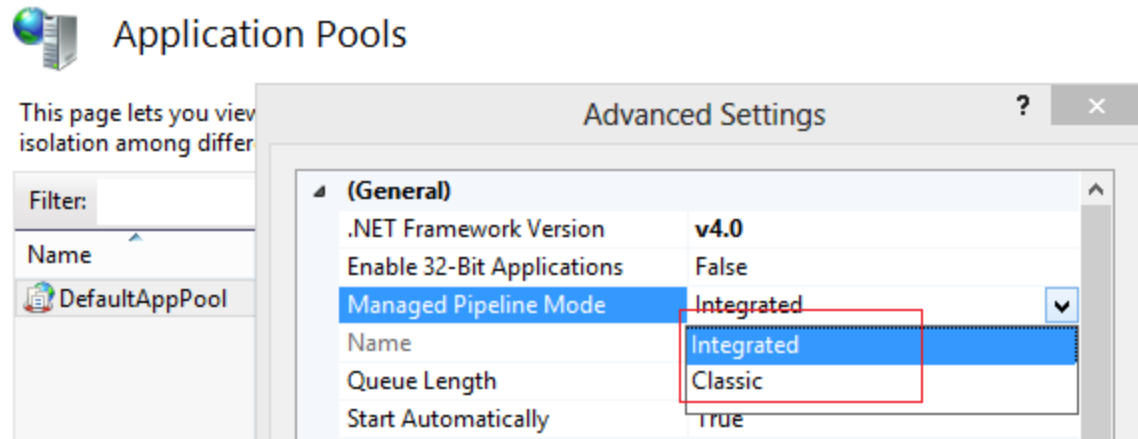 Application Pools
This page lets you view
isolation among differ
Filter:
Name
DefaultAppPool
Advanced Settings
?
(General)
.NET Framework Version v4.0
Enable 32-Bit Applications False
Managed Pipeline Mode Integrated
Name Integrated
Queue Length Classic
Start Automatically True